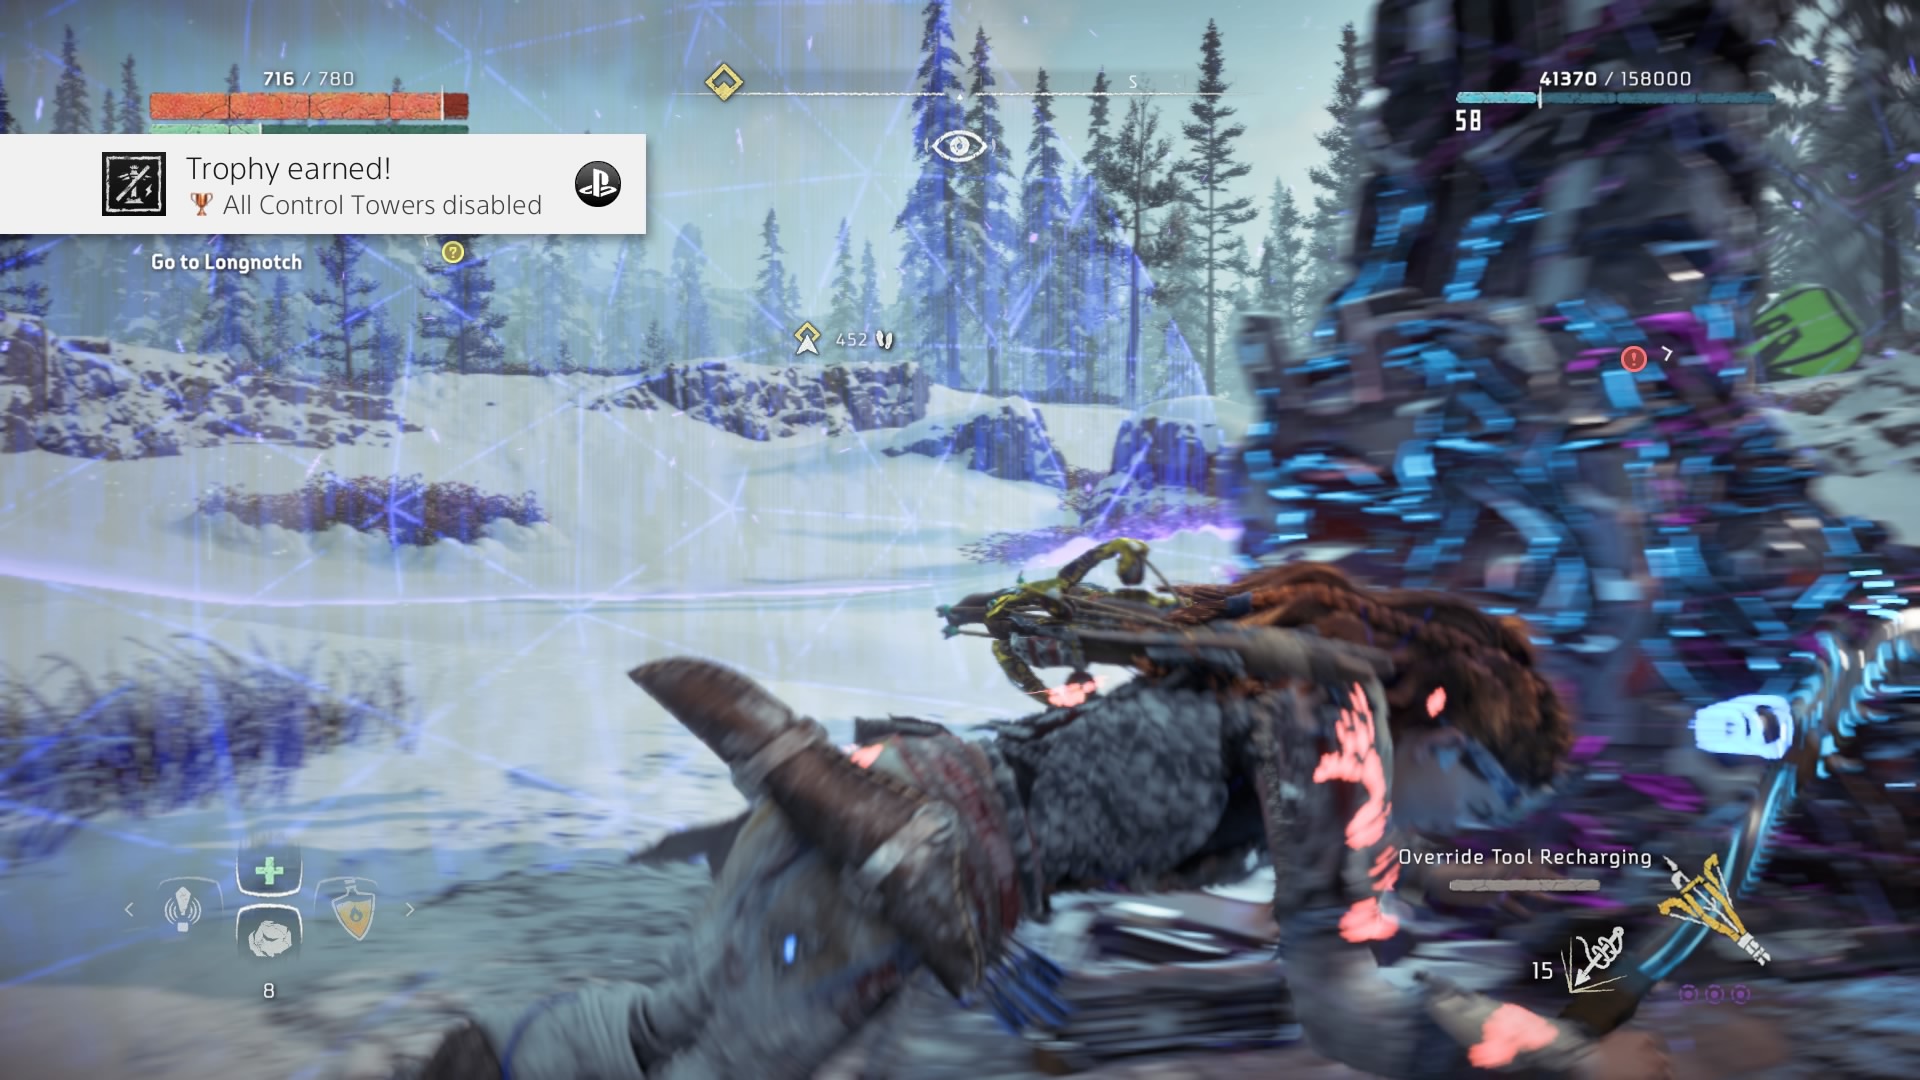 716 / 780
S
41370 / 158000
58
Trophy earned!
All Control Towers disabled
Go to Longnotch
?
452
!
Override Tool Recharging
15
8